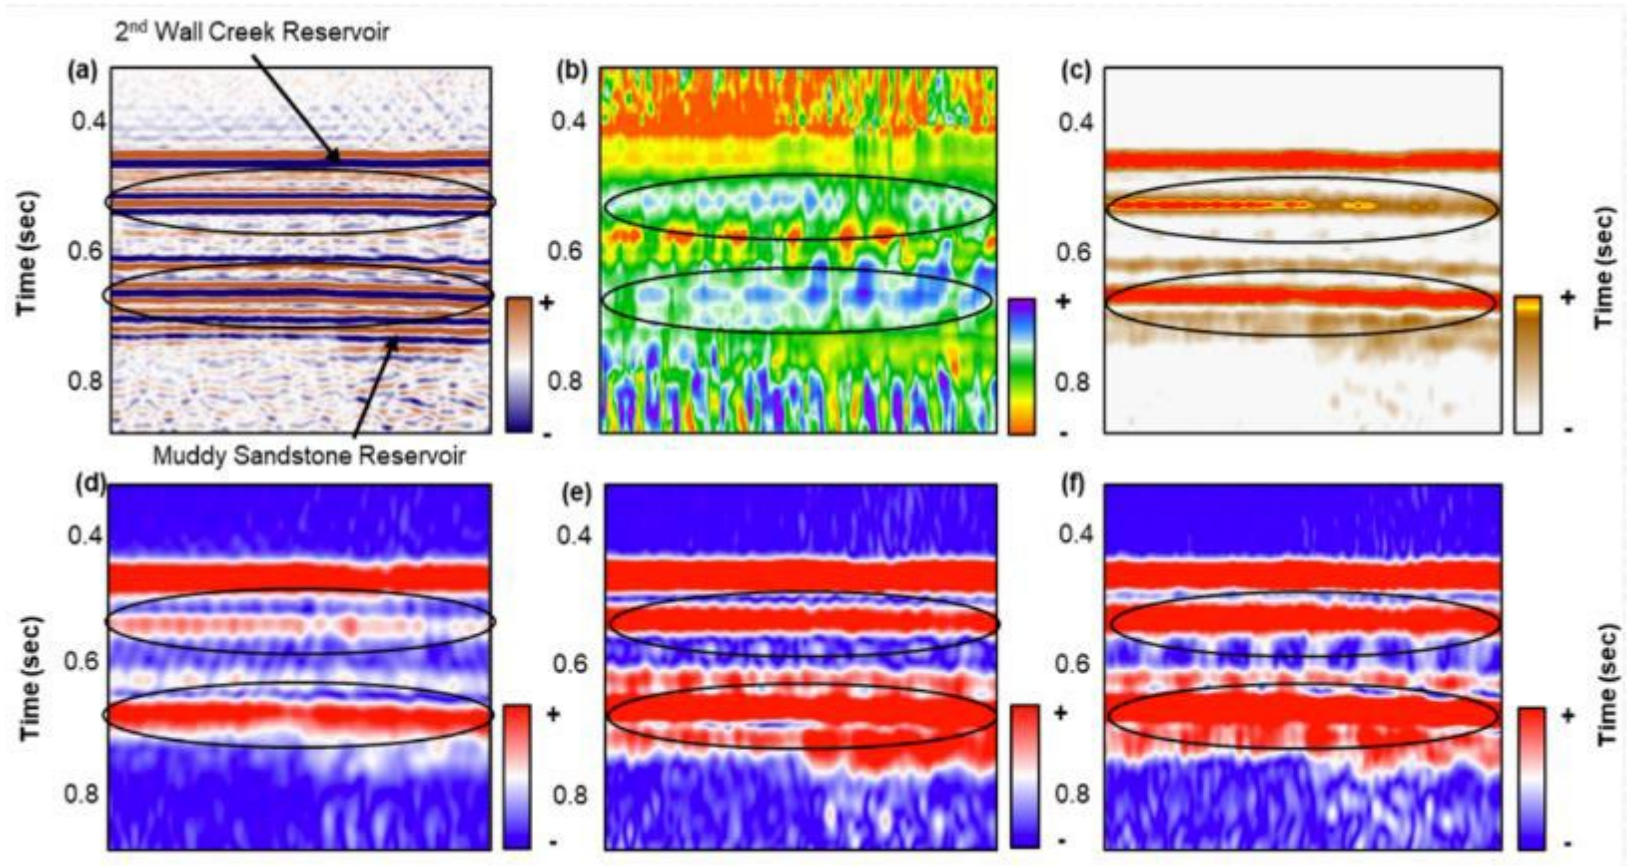 2nd Wall Creek Reservoir
(a)
(b)
(c)
0.4
0.4
0.4
Time (sec)
0.6
0.6
0.6
Time (sec)
+
+
+
0.8
0.8
0.8
-
-
-
Muddy Sandstone Reservoir
(d)
(e)
(f)
0.4
0.4
0.4
Time (sec)
0.6
0.6
0.6
Time (sec)
+
+
+
0.8
0.8
0.8
-
-
-